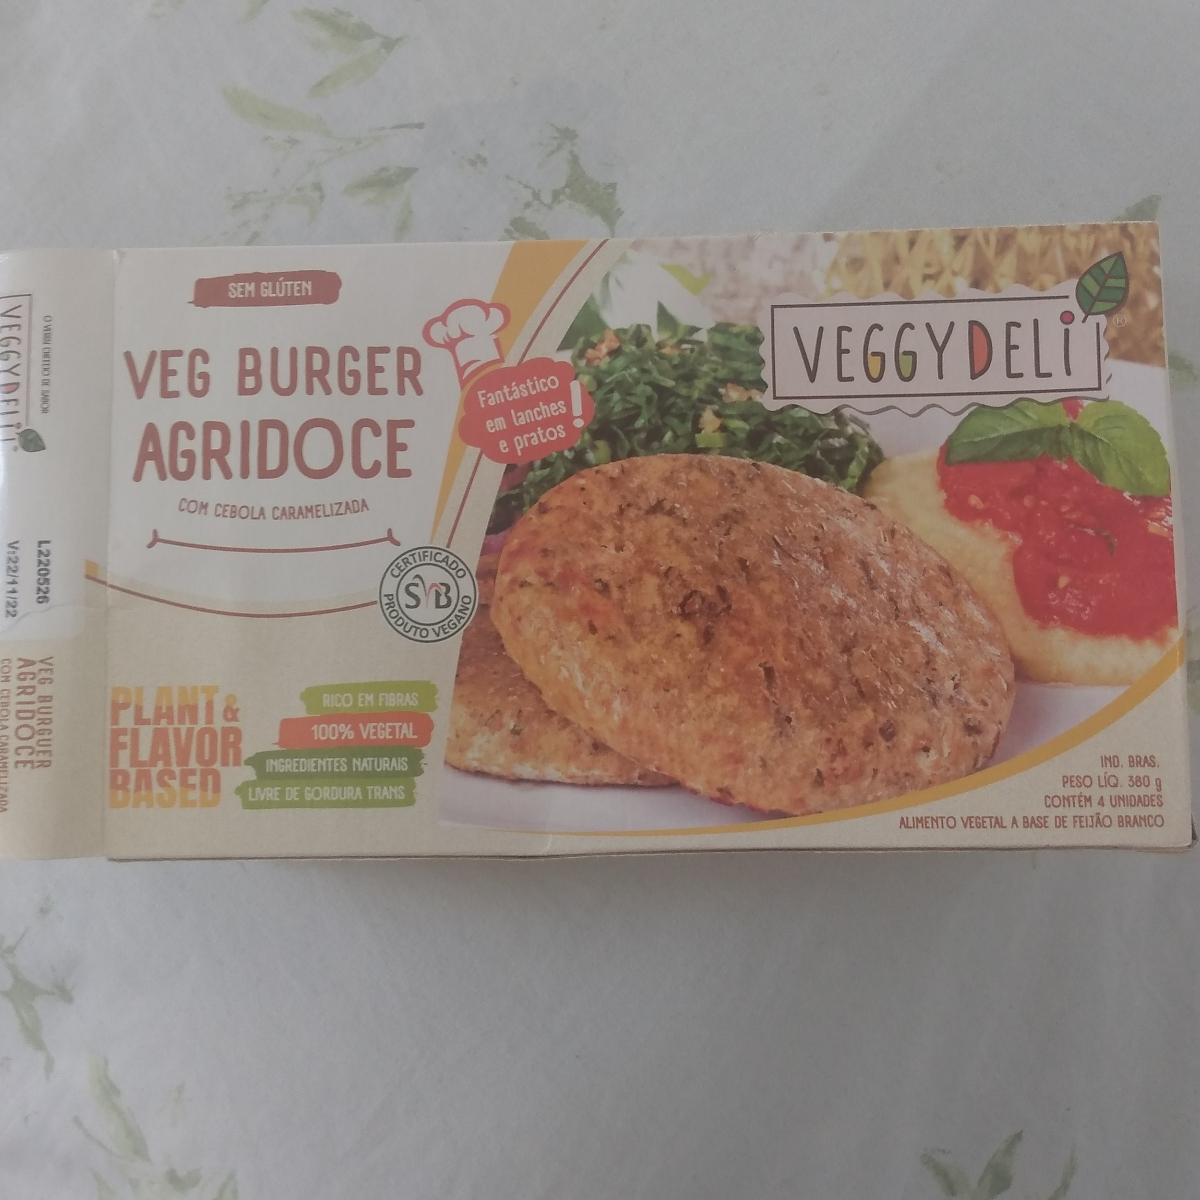 SEM GLÚTEN
VEG BURGER
AGRIDOCE
COM CEBOLA CARAMELIZADA
Fantástico
em lanches
e pratos!
VEGGYDELI
®
CERTIFICADO
SVB
PRODUTO VEGANO
PLANT &
FLAVOR
BASED
RICO EM FIBRAS
100% VEGETAL
INGREDIENTES NATURAIS
LIVRE DE GORDURA TRANS
IND. BRAS.
PESO LÍQ. 380 g
CONTÉM 4 UNIDADES
ALIMENTO VEGETAL A BASE DE FEIJÃO BRANCO
VEGGYDELI
L220526
V:22/11/22
VEG BURGUER
AGRIDOCE
COM CEBOLA CARAMELIZADA